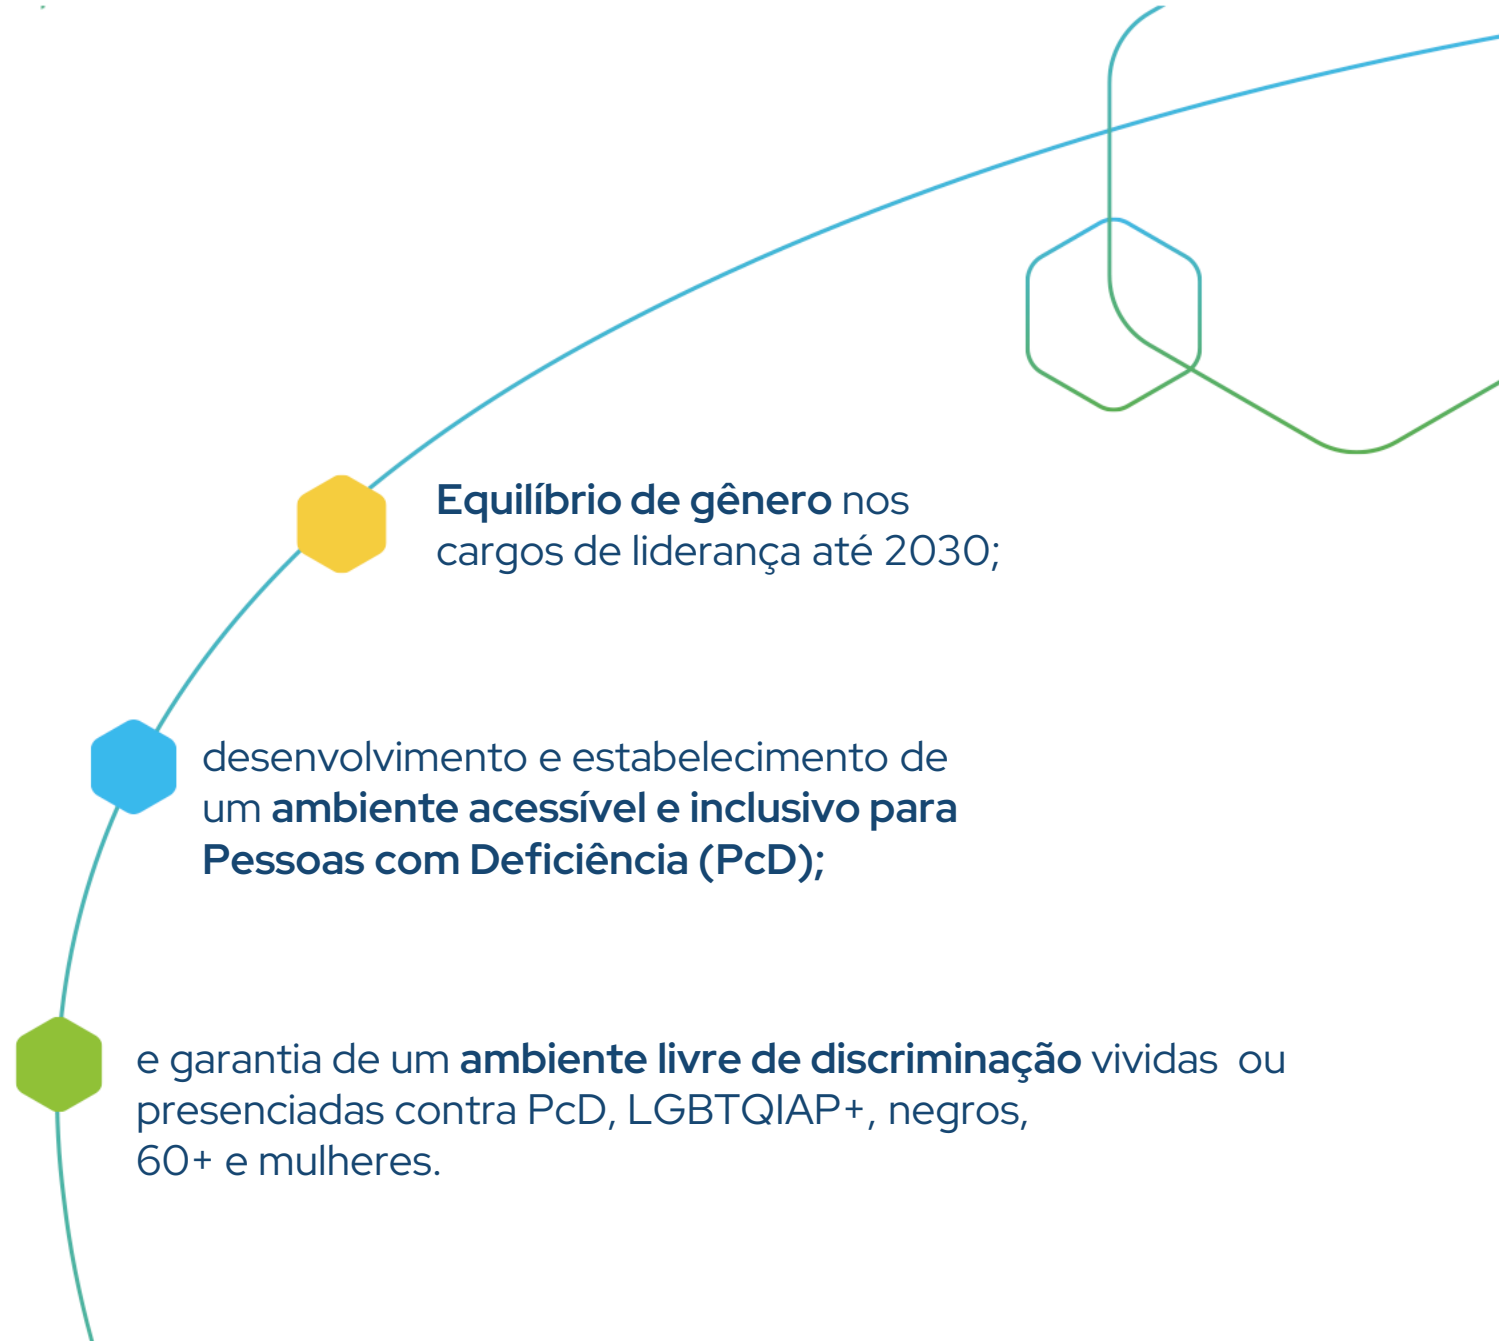 Equilíbrio de gênero nos
cargos de liderança até 2030;
desenvolvimento e estabelecimento de
um ambiente acessível e inclusivo para
Pessoas com Deficiência (PcD);
e garantia de um ambiente livre de discriminação vividas ou
presenciadas contra PcD, LGBTQIAP+, negros,
60+ e mulheres.